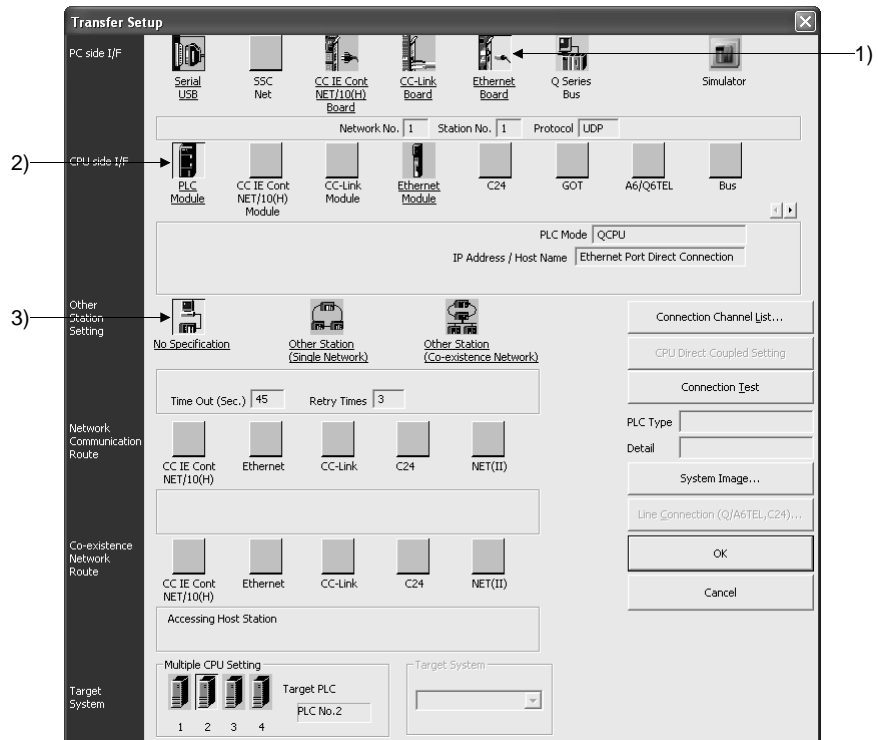 Transfer Setup
1)
PC side I/F
Serial
USB
SSC
Net
CC IE Cont
NET/10(H)
Board
CC-Link
Board
Ethernet
Board
Q Series
Bus
Simulator
Network No. 1 Station No. 1 Protocol UDP
2)
CPU side I/F
PLC
Module
CC IE Cont
NET/10(H)
Module
CC-Link
Module
Ethernet
Module
C24
GOT
A6/Q6TEL
Bus
PLC Mode QCPU
IP Address / Host Name Ethernet Port Direct Connection
3)
Other
Station
Setting
No Specification
Other Station
(Single Network)
Other Station
(Co-existence Network)
Time Out (Sec.) 45 Retry Times 3
Connection Channel List...
CPU Direct Coupled Setting
Connection Test
PLC Type
Detail
System Image...
Line Connection (Q/A6TEL,C24)...
OK
Cancel
Network
Communication
Route
CC IE Cont
NET/10(H)
Ethernet
CC-Link
C24
NET(II)
Co-existence
Network
Route
CC IE Cont
NET/10(H)
Ethernet
CC-Link
C24
NET(II)
Accessing Host Station
Target
System
Multiple CPU Setting
1 2 3 4
Target PLC
PLC No.2
Target System